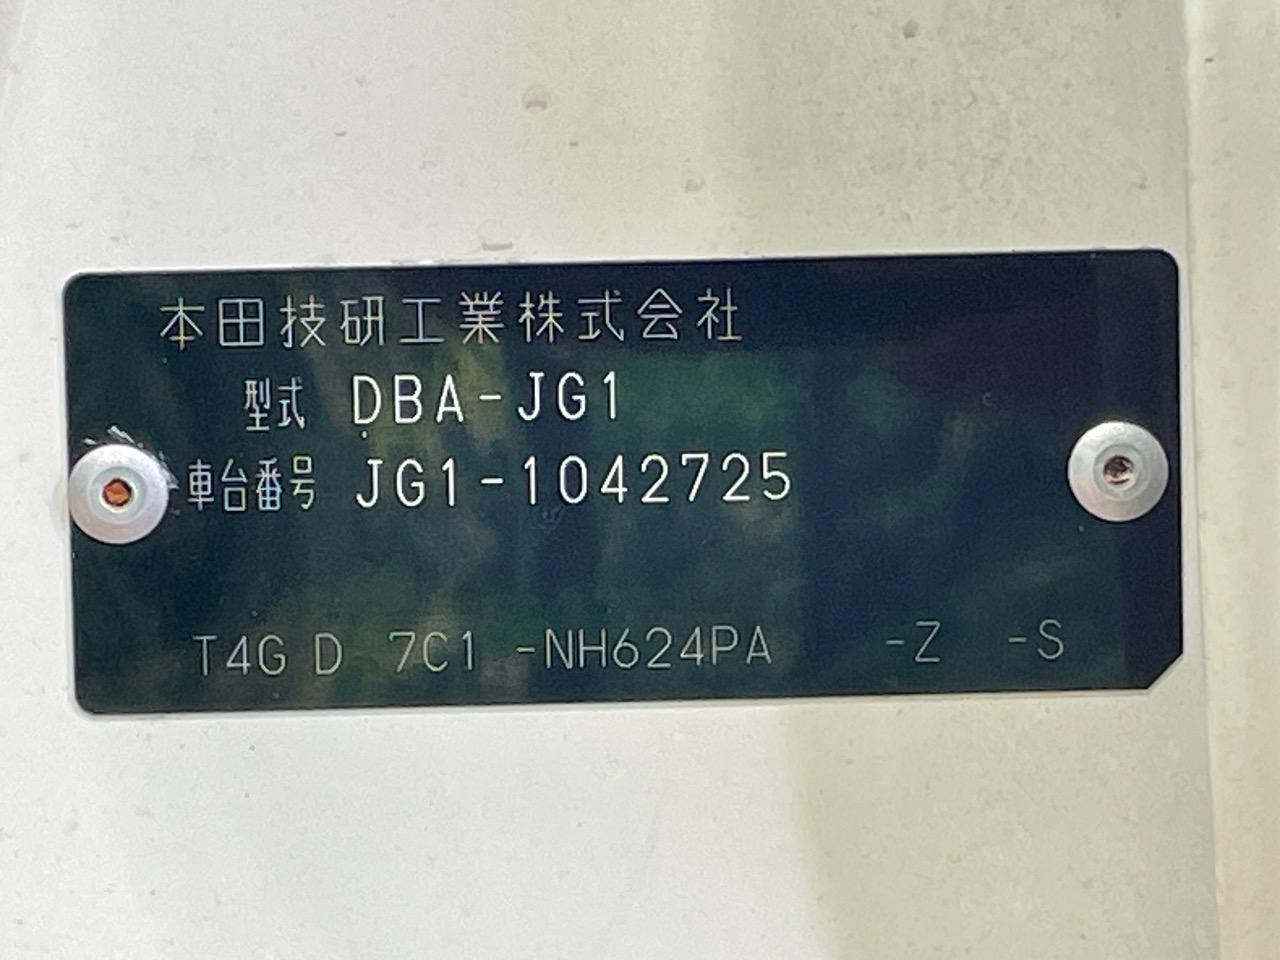 本田技研工業株式会社
型式 DBA-JG1
車台番号 JG1-1042725
T4G D 7C1 -NH624PA -Z -S